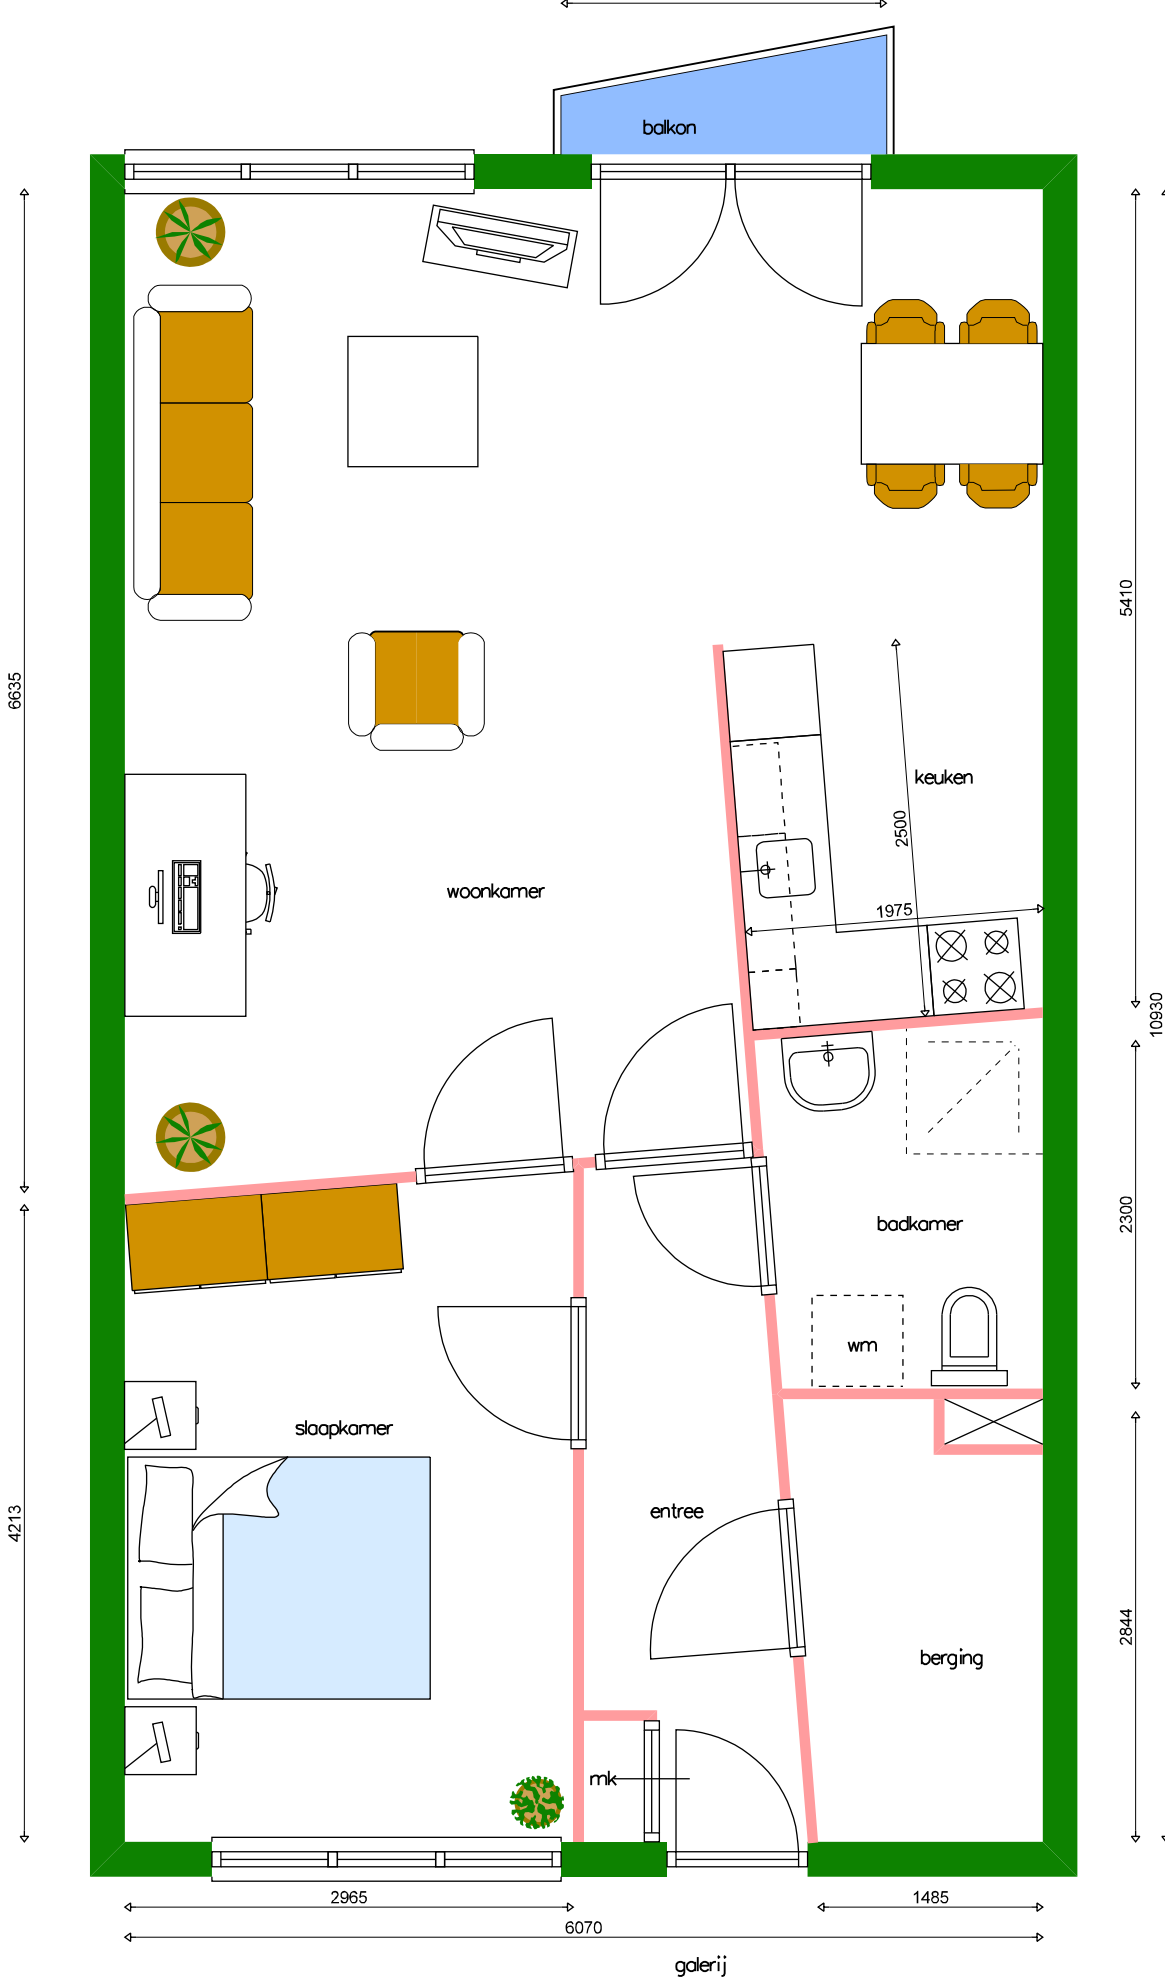 balkon
5410
6635
keuken
2500
woonkamer
1975
10930
2300
badkamer
wm
slaapkamer
entree
4213
2844
berging
mk
2965
1485
6070
galerij